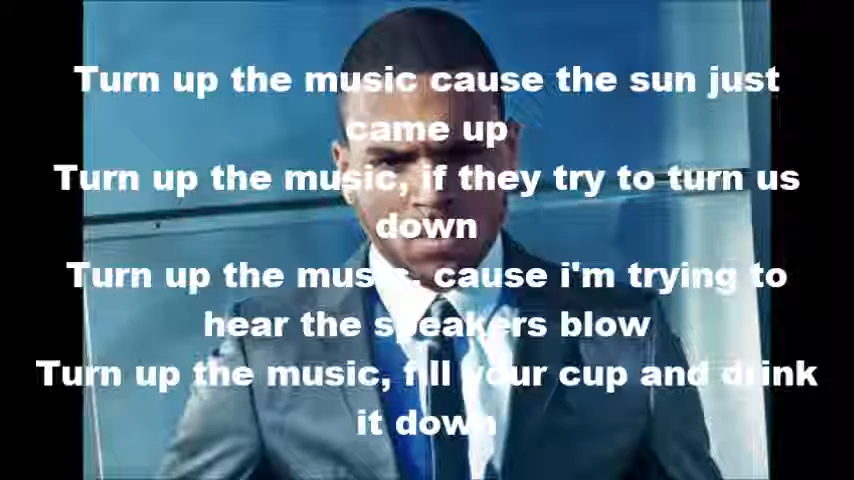 Turn up the music cause the sun just
came up
Turn up the music, if they try to turn us
down
Turn up the music, cause i'm trying to
hear the speakers blow
Turn up the music, fill your cup and drink
it down